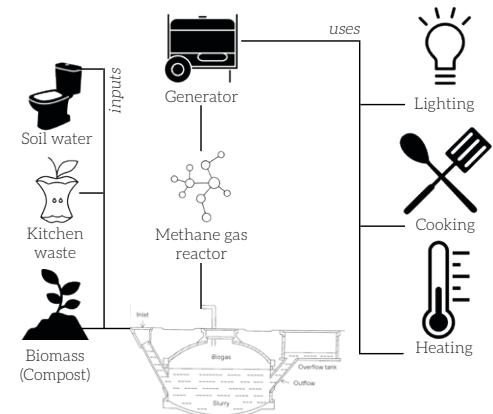 uses
inputs
Generator
Lighting
Soil water
Cooking
Kitchen
waste
Methane gas
reactor
Inlet
Biogas
Overflow tank
Outflow
Slurry
Heating
Biomass
(Compost)